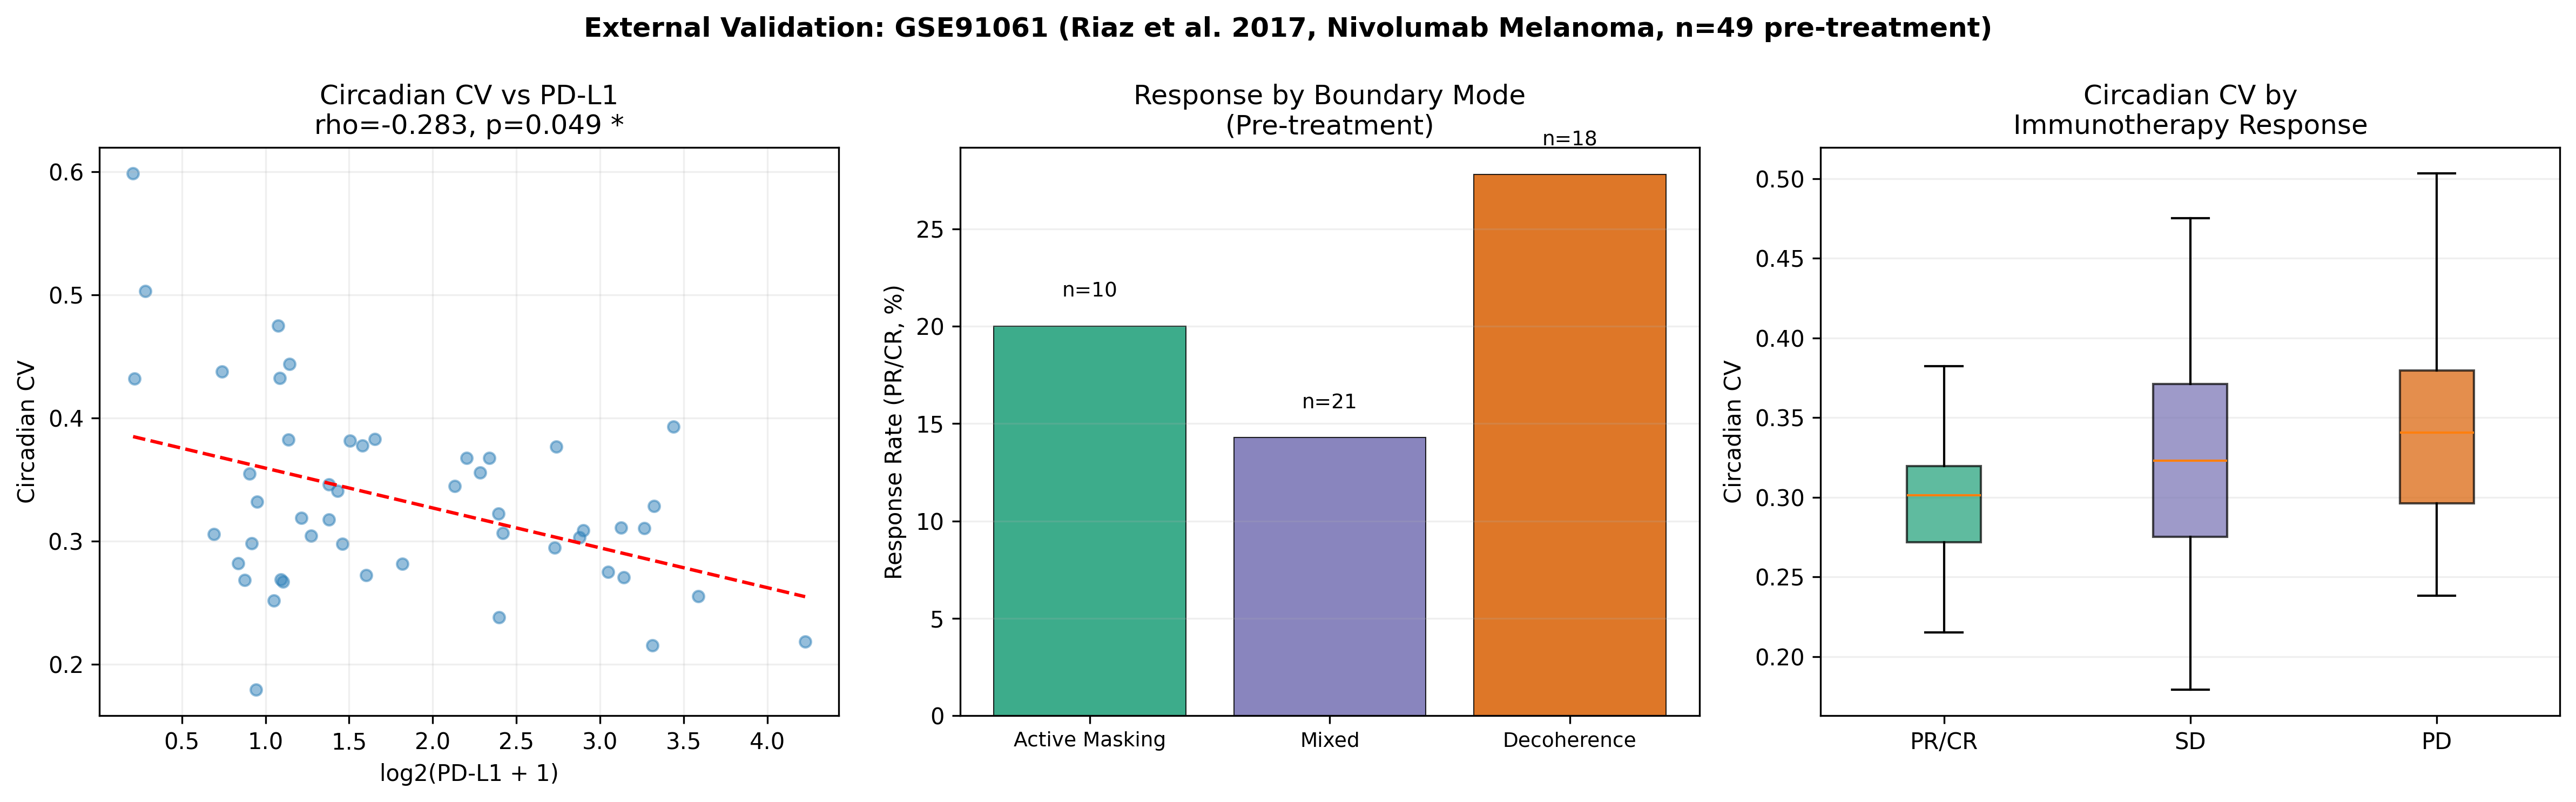 External Validation: GSE91061 (Riaz et al. 2017, Nivolumab Melanoma, n=49 pre-treatment)
Circadian CV vs PD-L1
rho=-0.283, p=0.049 *
Circadian CV
0.6
0.5
0.4
0.3
0.2
0.5 1.0 1.5 2.0 2.5 3.0 3.5 4.0
log2(PD-L1 + 1)
Response by Boundary Mode
(Pre-treatment)
Response Rate (PR/CR, %)
25
20
15
10
5
0
n=10
n=21
n=18
Active Masking Mixed Decoherence
Circadian CV by
Immunotherapy Response
Circadian CV
0.50
0.45
0.40
0.35
0.30
0.25
0.20
PR/CR SD PD